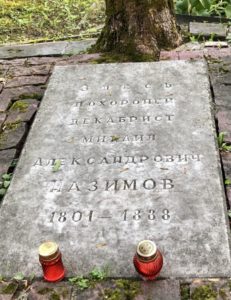 ЗДЕСЬ
ПОХОРОНЕН
ДЕКАБРИСТ
МИХАИЛ
АЛЕКСАНДРОВИЧ
НАЗИМОВ
1801-1888